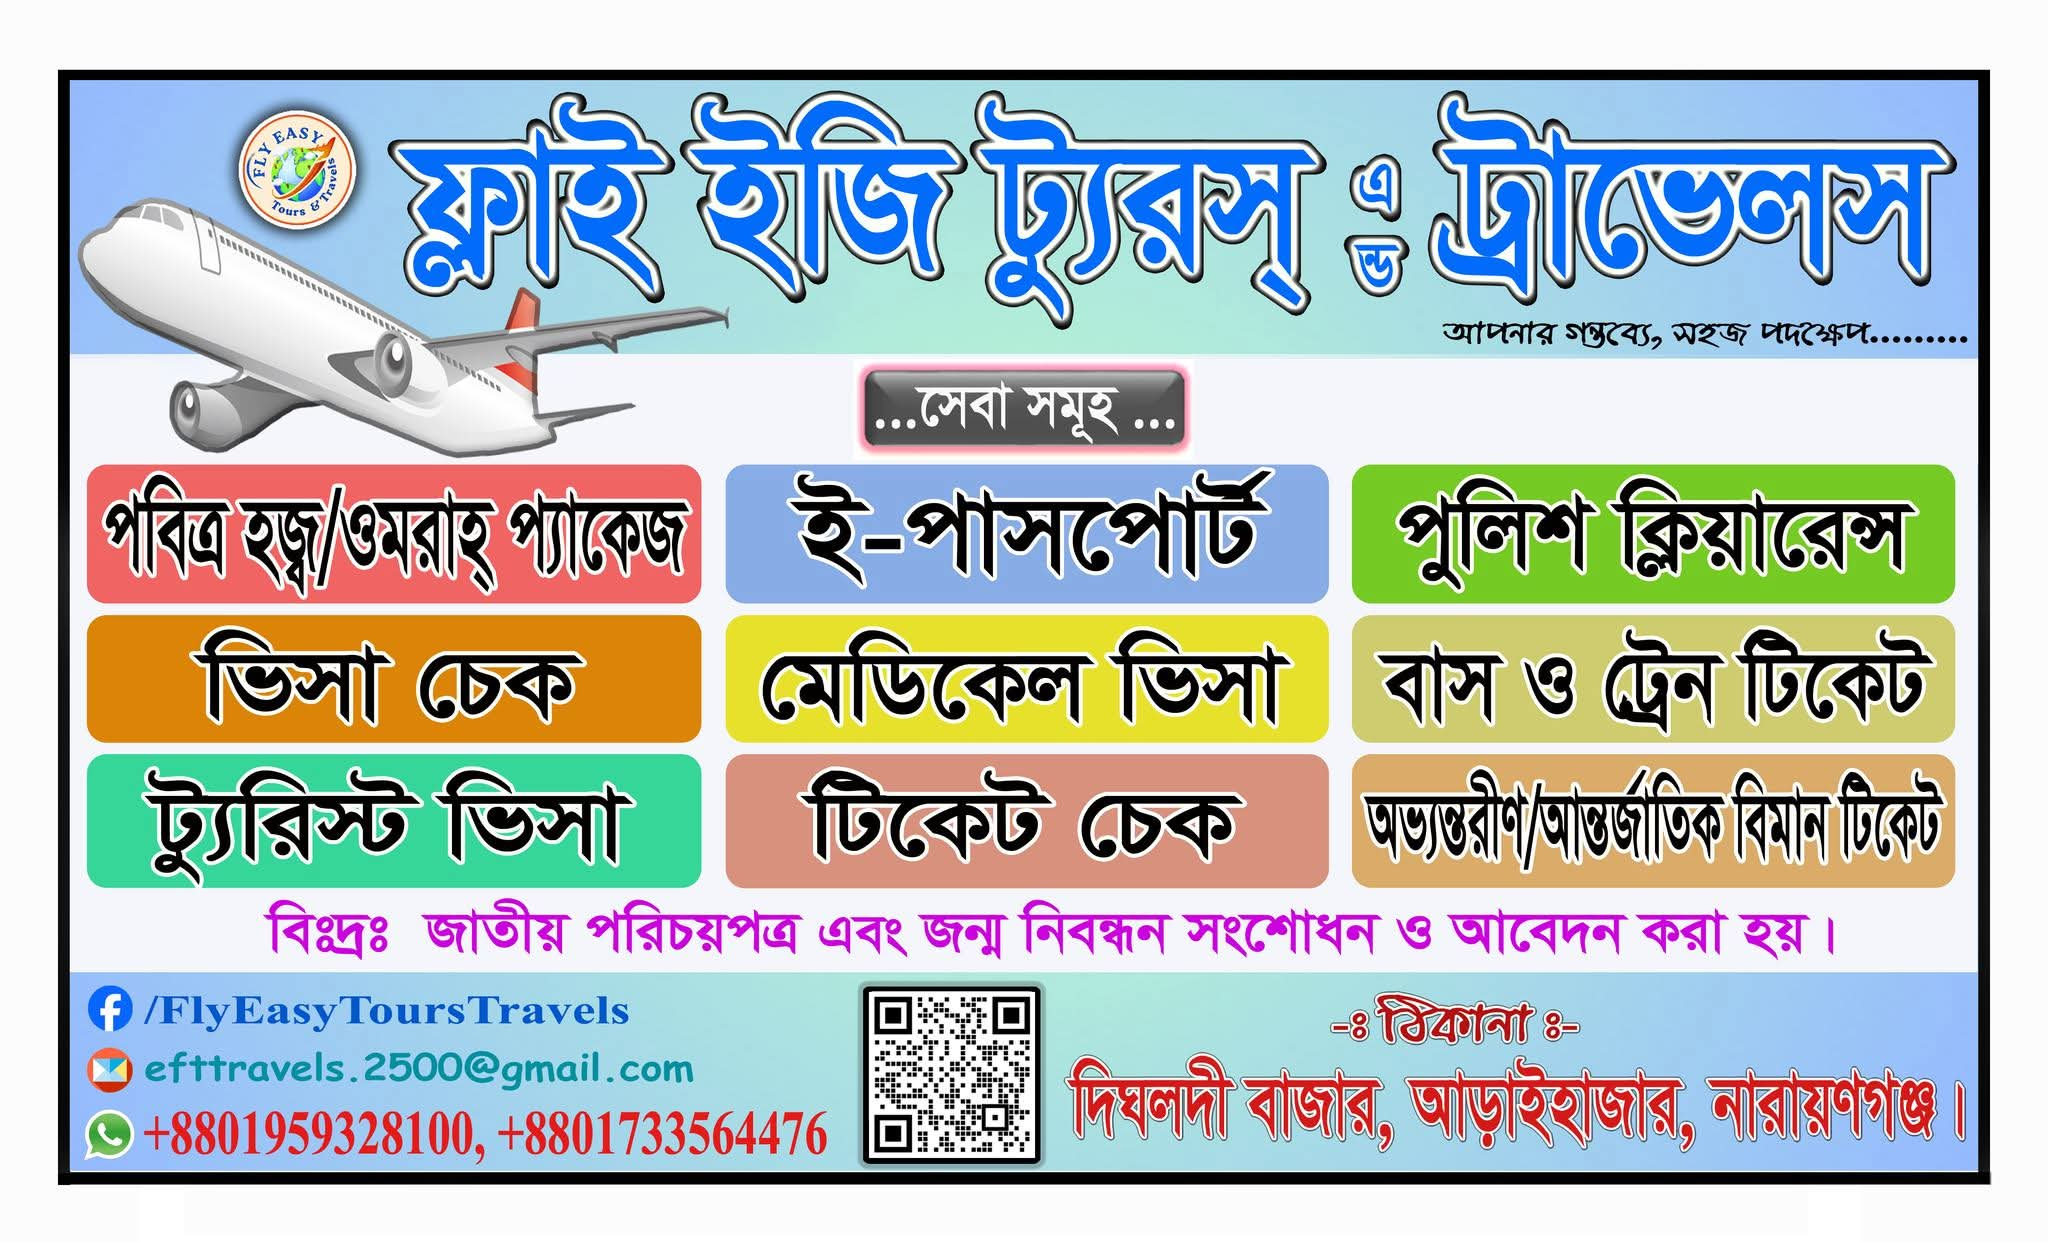 FLY EASY
Tours & Travels
ফ্লাই ইজি ট্যুরস্ এন্ড ট্রাভেলস
আপনার গন্তব্যে, সহজ পদক্ষেপ.........
...সেবা সমূহ ...
পবিত্র হজ্ব/ওমরাহ্ প্যাকেজ
ই-পাসপোর্ট
পুলিশ ক্লিয়ারেন্স
ভিসা চেক
মেডিকেল ভিসা
বাস ও ট্রেন টিকেট
ট্যুরিস্ট ভিসা
টিকেট চেক
অভ্যন্তরীণ/আন্তর্জাতিক বিমান টিকেট
বিঃদ্রঃ জাতীয় পরিচয়পত্র এবং জন্ম নিবন্ধন সংশোধন ও আবেদন করা হয়।
/FlyEasyToursTravels
efttravels.2500@gmail.com
+8801959328100, +8801733564476
-ঃ ঠিকানা ঃ-
দিঘলদী বাজার, আড়াইহাজার, নারায়ণগঞ্জ।